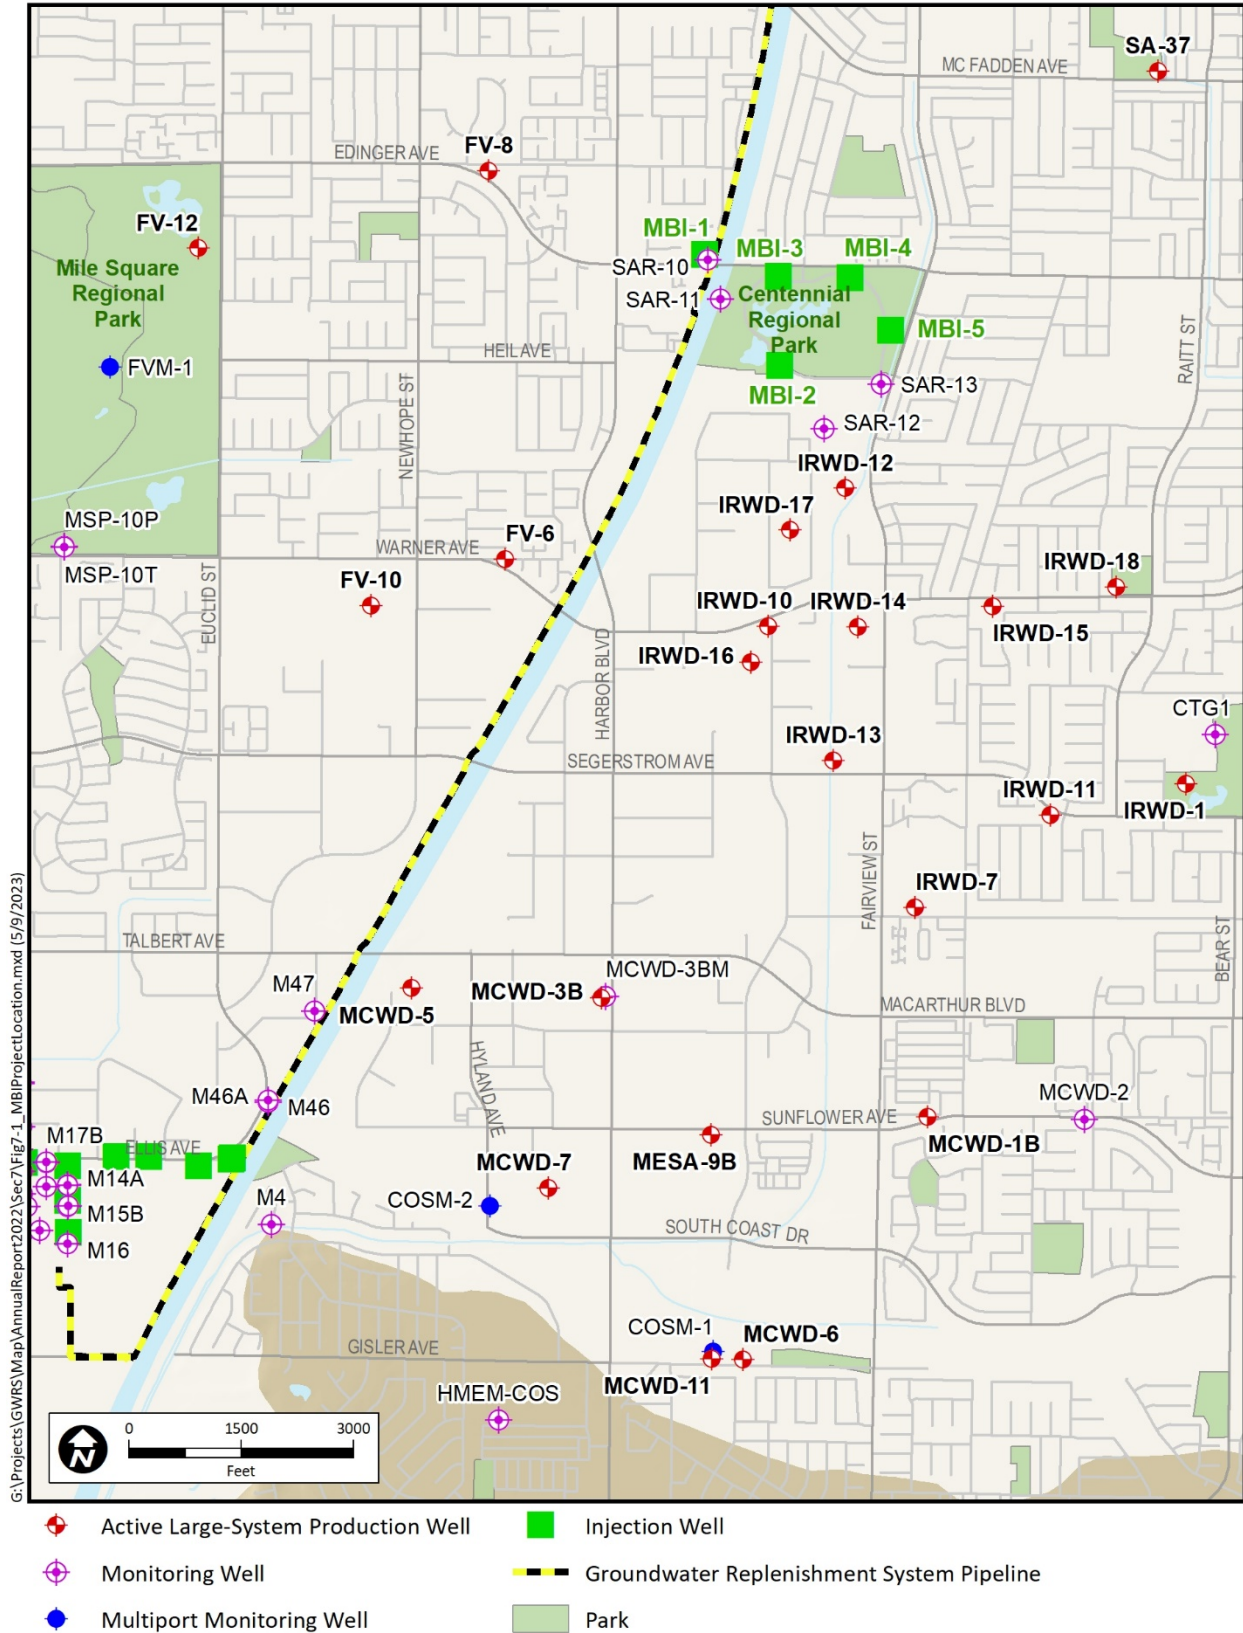 SA-37
MC FADDEN AVE
FV-8
EDINGER AVE
FV-12
Mile Square
Regional
Park
MBI-1
MBI-3
MBI-4
SAR-10
SAR-11
Centennial
Regional
Park
MBI-5
RAITT ST
HEIL AVE
FVM-1
MBI-2
SAR-13
SAR-12
NEWHOPE ST
IRWD-12
IRWD-17
MSP-10P
WARNER AVE
FV-6
MSP-10T
FV-10
IRWD-18
EUCLID ST
IRWD-10
IRWD-14
IRWD-15
IRWD-16
HARBOR BLVD
CTG1
IRWD-13
SEGERSTROM AVE
IRWD-11
IRWD-1
FAIRVIEW ST
IRWD-7
TALBERT AVE
BEAR ST
M47
MCWD-5
MCWD-3B
MCWD-3BM
MACARTHUR BLVD
HYLAND AVE
M46A
M46
MCWD-2
SUNFLOWER AVE
M17B
ELLIS AVE
MCWD-1B
MESA-9B
MCWD-7
M14A
COSM-2
M15B
M4
SOUTH COAST DR
M16
COSM-1
MCWD-6
GISLER AVE
MCWD-11
HMEM-COS
N
0 1500 3000
Feet
G:\Projects\GWRS\Map\AnnualReport2022\Sec7\Fig7-1_MBIProjectLocation.mxd (5/9/2023)
Active Large-System Production Well
Injection Well
Monitoring Well
Groundwater Replenishment System Pipeline
Multiport Monitoring Well
Park